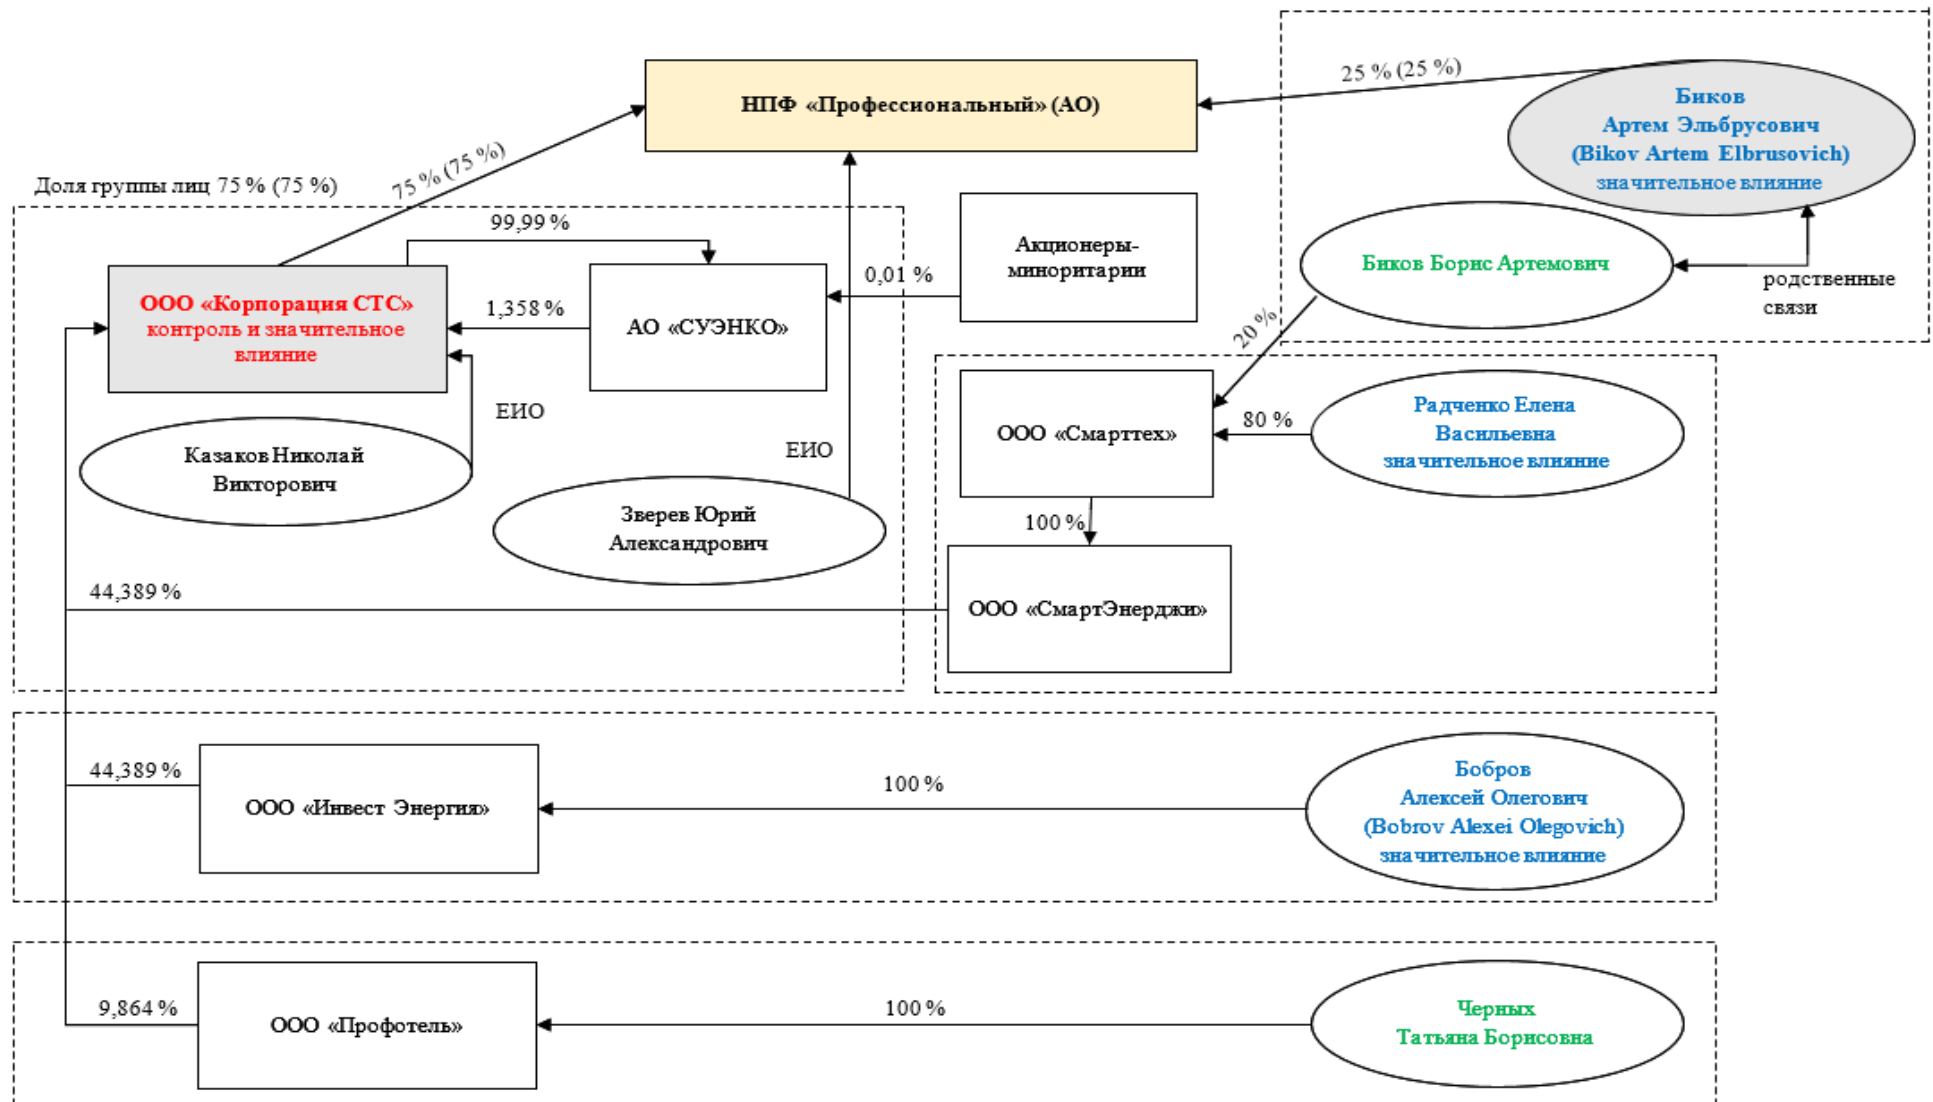 НПФ «Профессиональный» (АО)
25 % (25 %)
Биков
Артем Эльбрусович
(Bikov Artem Elbrusovich)
значительное влияние
Доля группы лиц 75 % (75 %)
75 % (75 %)
99,99 %
Акционеры-
миноритарии
0,01 %
Биков Борис Артемович
родственные
связи
ООО «Корпорация СТС»
контроль и значительное
влияние
1,358 %
АО «СУЭНКО»
20 %
ЕИО
Казаков Николай
Викторович
ЕИО
Зверев Юрий
Александрович
ООО «Смарттех»
80 %
Радченко Елена
Васильевна
значительное влияние
100 %
44,389 %
ООО «СмартЭнерджи»
44,389 %
ООО «Инвест Энергия»
100 %
Бобров
Алексей Олегович
(Bobrov Alexei Olegovich)
значительное влияние
9,864 %
ООО «Профотель»
100 %
Черных
Татьяна Борисовна